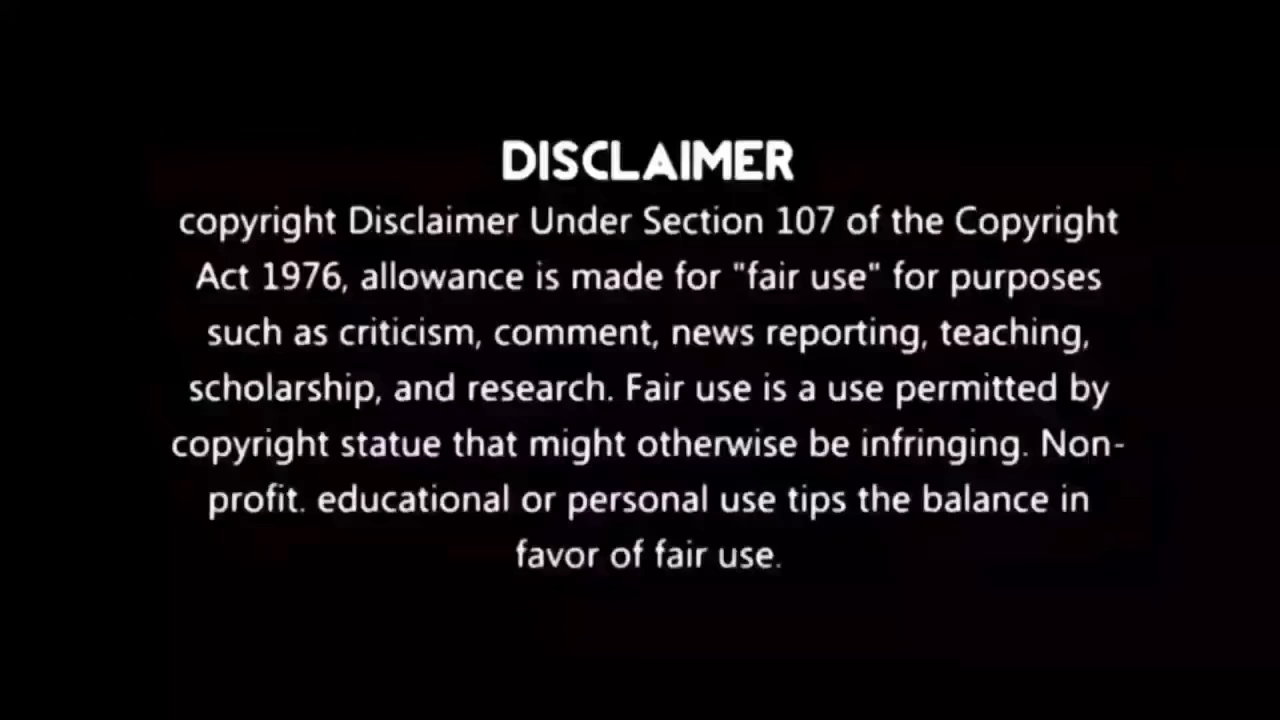 DISCLAIMER
copyright Disclaimer Under Section 107 of the Copyright
Act 1976, allowance is made for "fair use" for purposes
such as criticism, comment, news reporting, teaching,
scholarship, and research. Fair use is a use permitted by
copyright statue that might otherwise be infringing. Non-
profit. educational or personal use tips the balance in
favor of fair use.